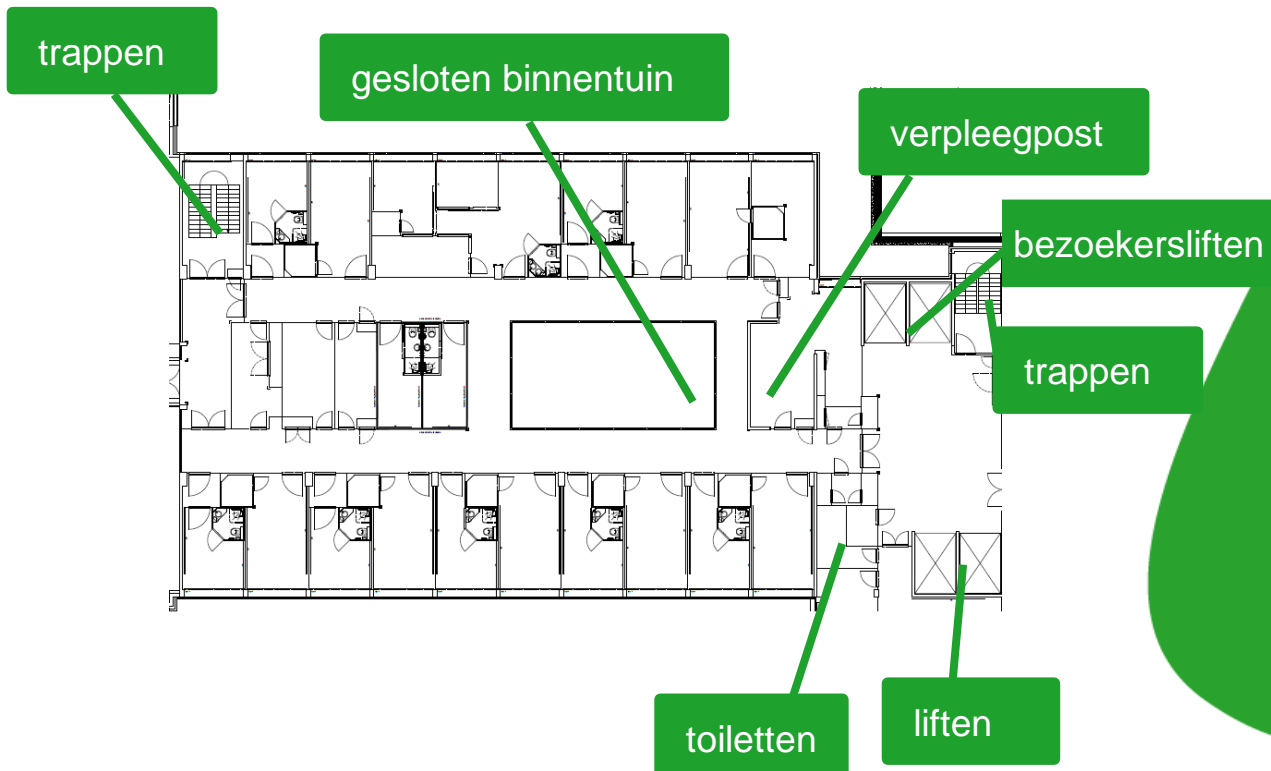 trappen
gesloten binnentuin
verpleegpost
bezoekersliften
trappen
toiletten
liften